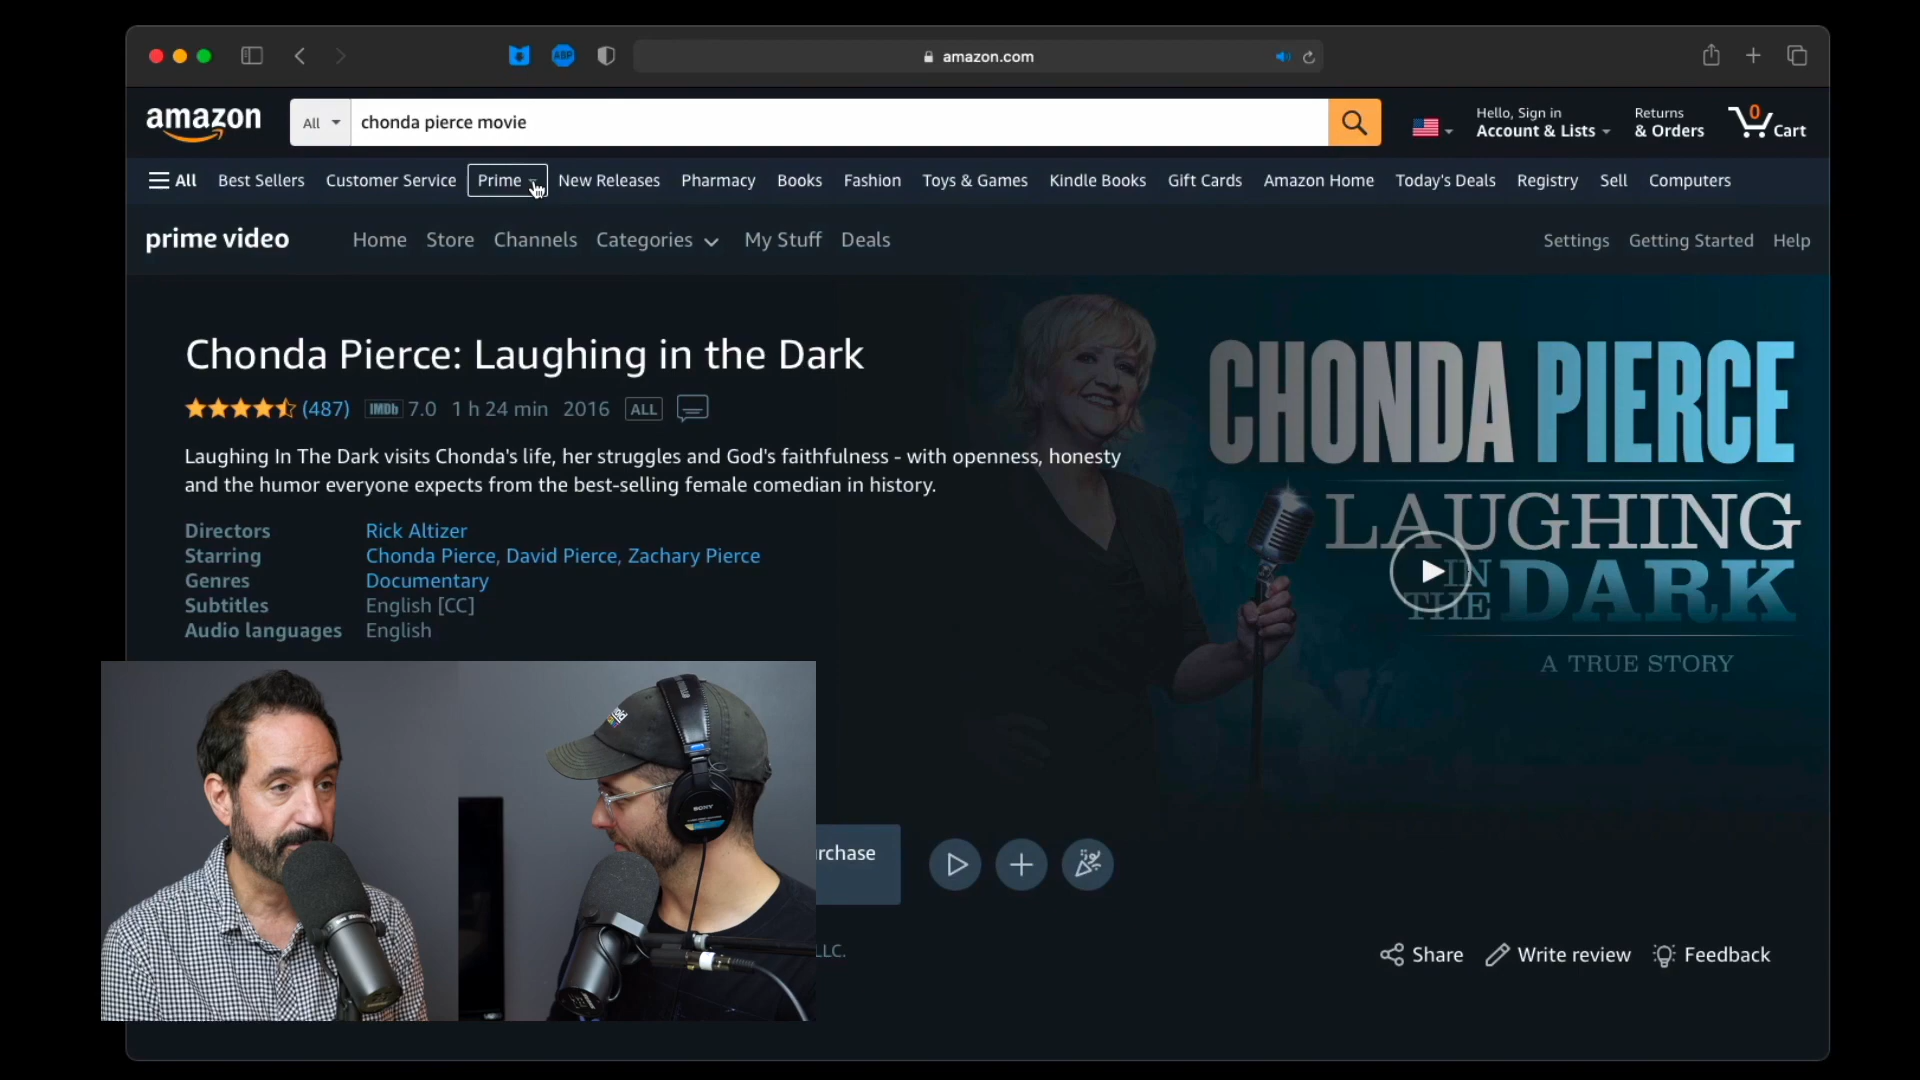 amazon.com
amazon
All
chonda pierce movie
Hello, Sign in
Account & Lists
Returns
& Orders
0
Cart
All
Best Sellers
Customer Service
Prime
New Releases
Pharmacy
Books
Fashion
Toys & Games
Kindle Books
Gift Cards
Amazon Home
Today's Deals
Registry
Sell
Computers
prime video
Home
Store
Channels
Categories
My Stuff
Deals
Settings
Getting Started
Help
Chonda Pierce: Laughing in the Dark
(487)
IMDb 7.0
1 h 24 min
2016
ALL
Laughing In The Dark visits Chonda's life, her struggles and God's faithfulness - with openness, honesty
and the humor everyone expects from the best-selling female comedian in history.
Directors
Rick Altizer
Starring
Chonda Pierce, David Pierce, Zachary Pierce
Genres
Documentary
Subtitles
English [CC]
Audio languages
English
CHONDA PIERCE
LAUGHING
IN
THE
DARK
A TRUE STORY
ABP
SONY
rchase
LLC.
Share
Write review
Feedback